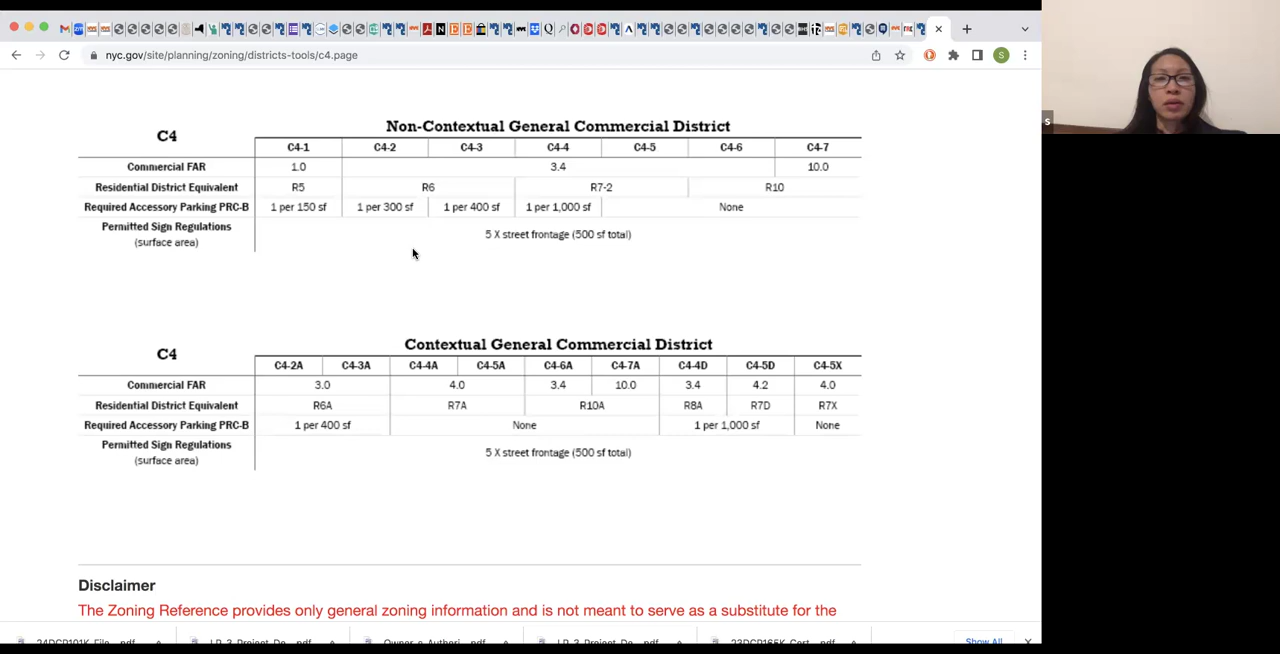 nyc.gov/site/planning/zoning/districts-tools/c4.page
S
s
Non-Contextual General Commercial District
C4
C4-1 C4-2 C4-3 C4-4 C4-5 C4-6 C4-7
Commercial FAR 1.0 3.4 10.0
Residential District Equivalent R5 R6 R7-2 R10
Required Accessory Parking PRC-B 1 per 150 sf 1 per 300 sf 1 per 400 sf 1 per 1,000 sf None
Permitted Sign Regulations
(surface area) 5 X street frontage (500 sf total)
Contextual General Commercial District
C4
C4-2A C4-3A C4-4A C4-5A C4-6A C4-7A C4-4D C4-5D C4-5X
Commercial FAR 3.0 4.0 3.4 10.0 3.4 4.2 4.0
Residential District Equivalent R6A R7A R10A R8A R7D R7X
Required Accessory Parking PRC-B 1 per 400 sf None 1 per 1,000 sf None
Permitted Sign Regulations
(surface area) 5 X street frontage (500 sf total)
Disclaimer
The Zoning Reference provides only general zoning information and is not meant to serve as a substitute for the
Show All